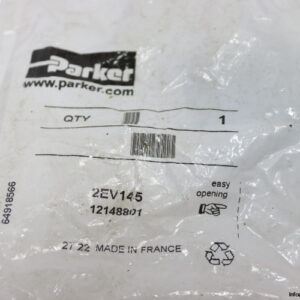 Parker
www.parker.com
QTY 1
2EV145
12148801
easy
opening
27 22 MADE IN FRANCE
64918566